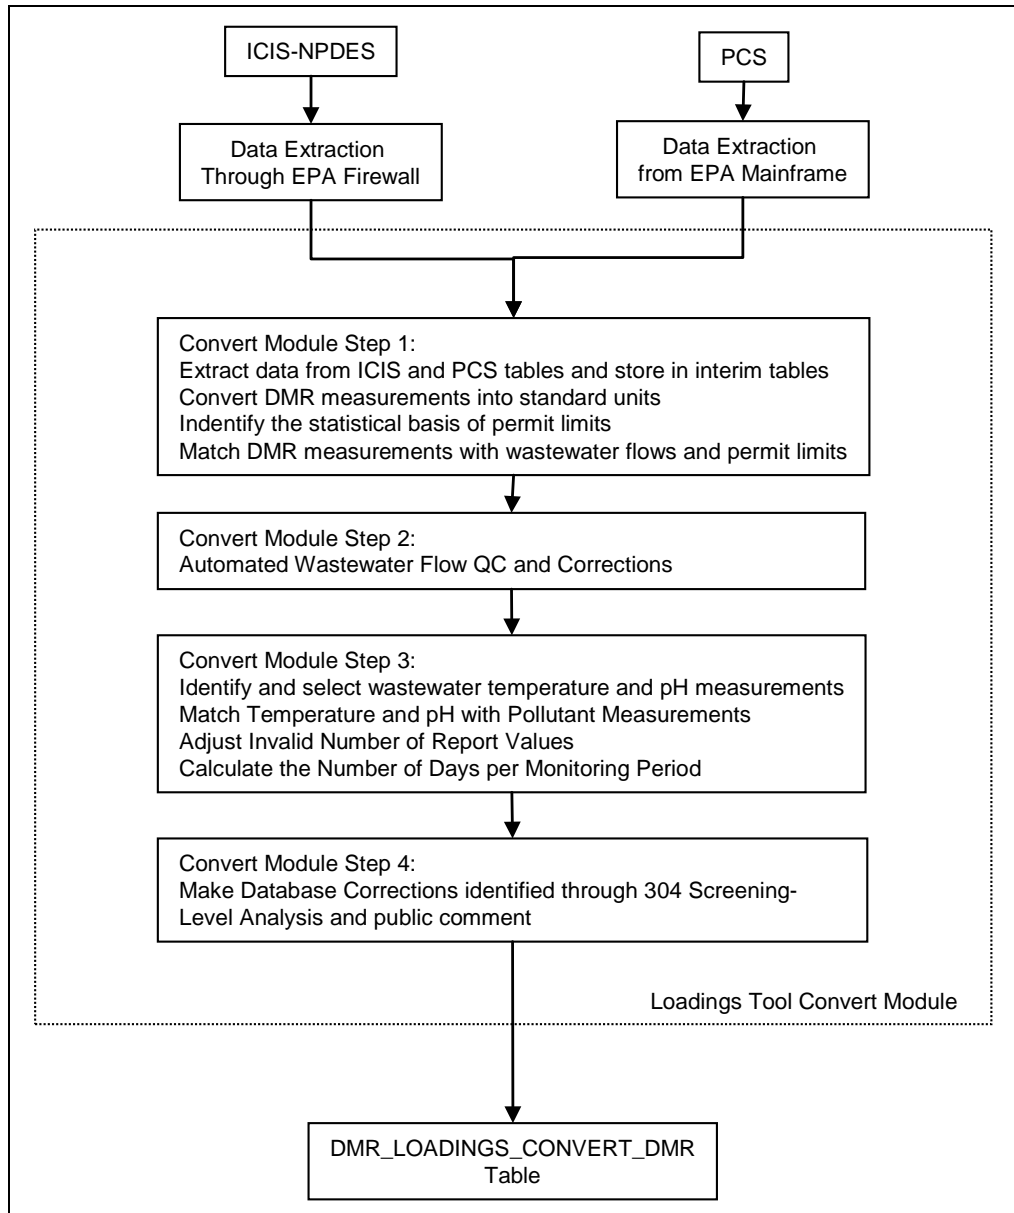 ICIS-NPDES
PCS
Data Extraction
Through EPA Firewall
Data Extraction
from EPA Mainframe
Convert Module Step 1:
Extract data from ICIS and PCS tables and store in interim tables
Convert DMR measurements into standard units
Indentify the statistical basis of permit limits
Match DMR measurements with wastewater flows and permit limits
Convert Module Step 2:
Automated Wastewater Flow QC and Corrections
Convert Module Step 3:
Identify and select wastewater temperature and pH measurements
Match Temperature and pH with Pollutant Measurements
Adjust Invalid Number of Report Values
Calculate the Number of Days per Monitoring Period
Convert Module Step 4:
Make Database Corrections identified through 304 Screening-
Level Analysis and public comment
Loadings Tool Convert Module
DMR_LOADINGS_CONVERT_DMR
Table